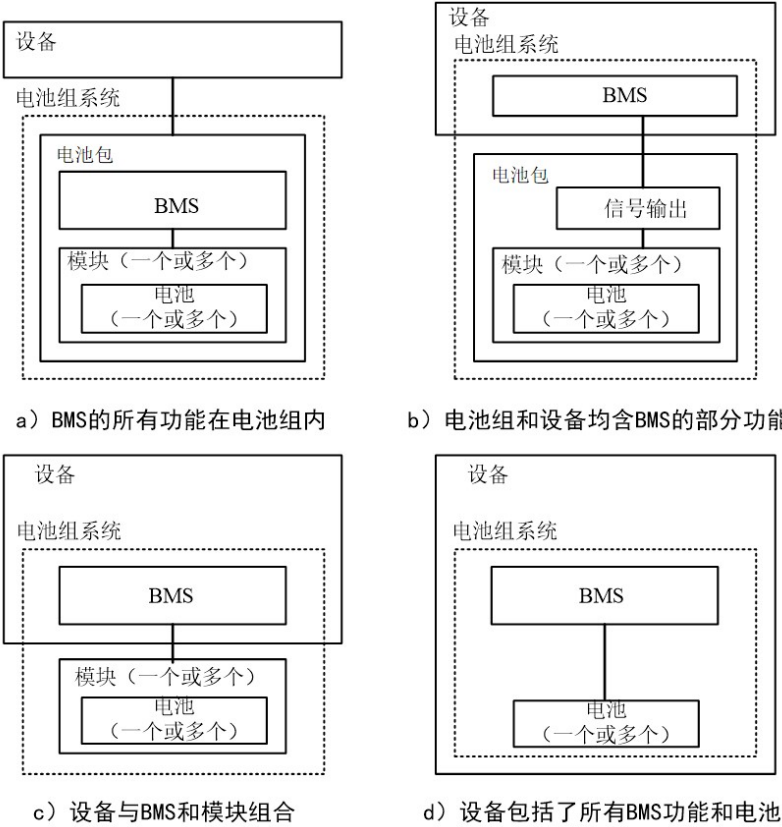 设备
电池组系统
电池包
BMS
模块（一个或多个）
电池
（一个或多个）
a）BMS的所有功能在电池组内
设备
电池组系统
BMS
电池包
信号输出
模块（一个或多个）
电池
（一个或多个）
b）电池组和设备均含BMS的部分功能
设备
电池组系统
BMS
模块（一个或多个）
电池
（一个或多个）
c）设备与BMS和模块组合
设备
电池组系统
BMS
电池
（一个或多个）
d）设备包括了所有BMS功能和电池